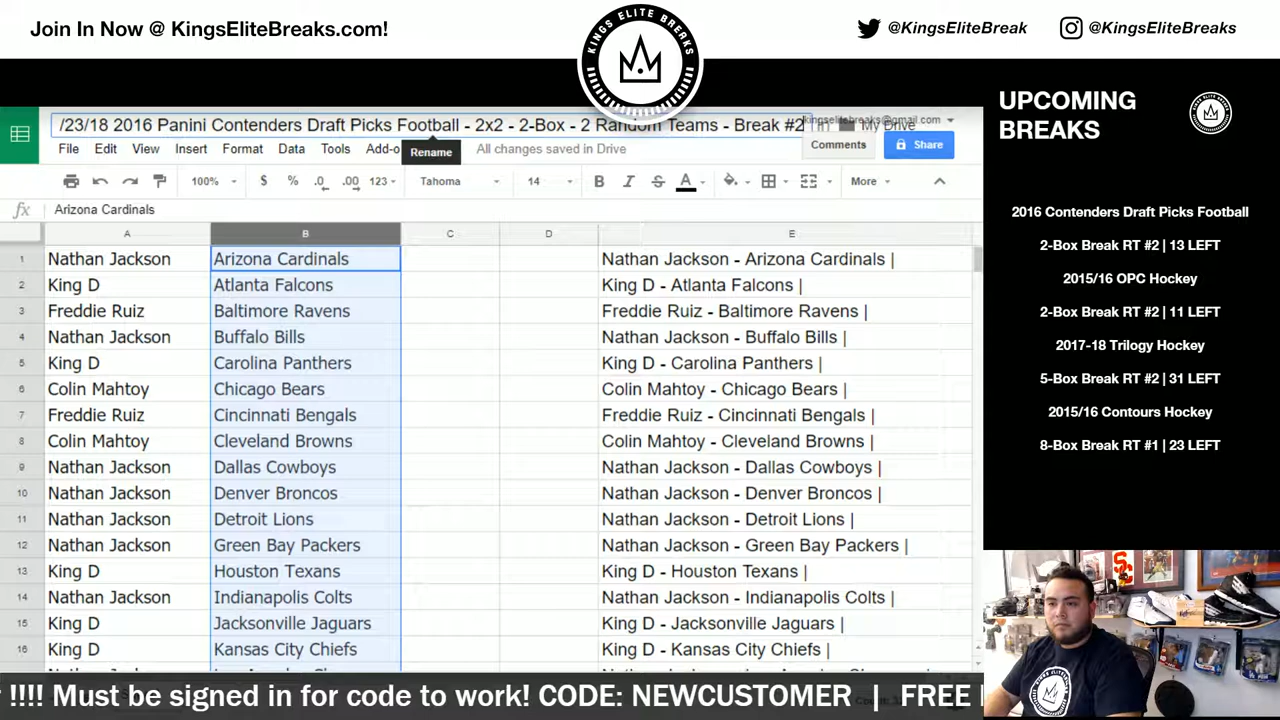 Join In Now @ KingsEliteBreaks.com!
KINGS ELITE BREAKS
@KingsEliteBreak
@KingsEliteBreaks
/23/18 2016 Panini Contenders Draft Picks Football - 2x2 - 2-Box - 2 Random Teams - Break #2
kingselitebreaks@gmail.com
My Drive
File Edit View Insert Format Data Tools Add-o
Rename
All changes saved in Drive
Comments
Share
100% $ % .0 .00 123 Tahoma 14 B I S A More
fx Arizona Cardinals
A B C D E
1 Nathan Jackson Arizona Cardinals Nathan Jackson - Arizona Cardinals |
2 King D Atlanta Falcons King D - Atlanta Falcons |
3 Freddie Ruiz Baltimore Ravens Freddie Ruiz - Baltimore Ravens |
4 Nathan Jackson Buffalo Bills Nathan Jackson - Buffalo Bills |
5 King D Carolina Panthers King D - Carolina Panthers |
6 Colin Mahtoy Chicago Bears Colin Mahtoy - Chicago Bears |
7 Freddie Ruiz Cincinnati Bengals Freddie Ruiz - Cincinnati Bengals |
8 Colin Mahtoy Cleveland Browns Colin Mahtoy - Cleveland Browns |
9 Nathan Jackson Dallas Cowboys Nathan Jackson - Dallas Cowboys |
10 Nathan Jackson Denver Broncos Nathan Jackson - Denver Broncos |
11 Nathan Jackson Detroit Lions Nathan Jackson - Detroit Lions |
12 Nathan Jackson Green Bay Packers Nathan Jackson - Green Bay Packers |
13 King D Houston Texans King D - Houston Texans |
14 Nathan Jackson Indianapolis Colts Nathan Jackson - Indianapolis Colts |
15 King D Jacksonville Jaguars King D - Jacksonville Jaguars |
16 King D Kansas City Chiefs King D - Kansas City Chiefs |
UPCOMING
BREAKS
2016 Contenders Draft Picks Football
2-Box Break RT #2 | 13 LEFT
2015/16 OPC Hockey
2-Box Break RT #2 | 11 LEFT
2017-18 Trilogy Hockey
5-Box Break RT #2 | 31 LEFT
2015/16 Contours Hockey
8-Box Break RT #1 | 23 LEFT
!!!! Must be signed in for code to work! CODE: NEWCUSTOMER | FREE